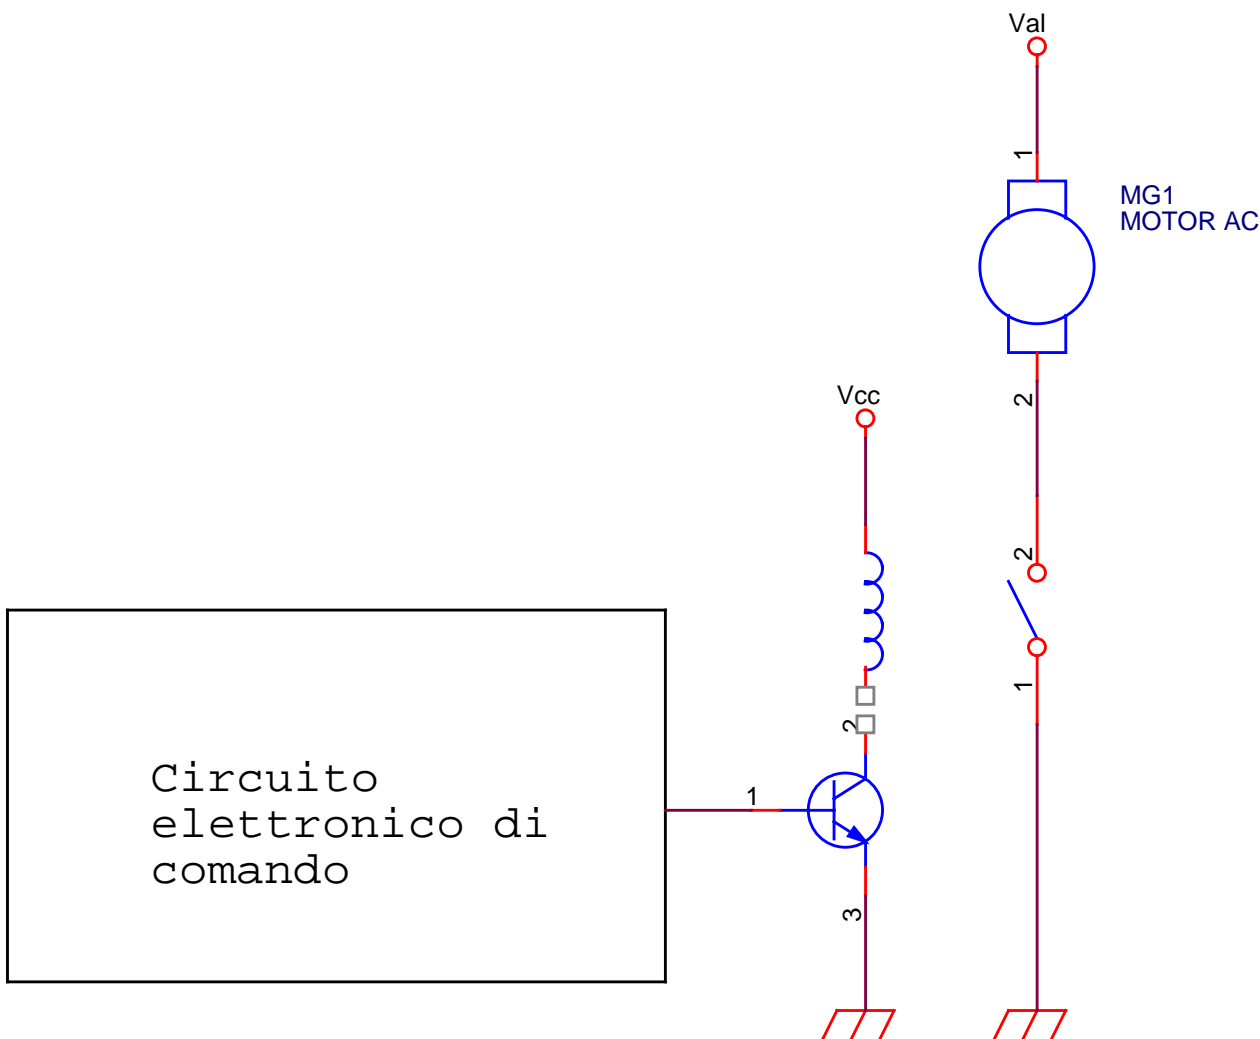 Val
1
MG1
MOTOR AC
2
Vcc
2
1
2
Circuito
elettronico di
comando
1
3